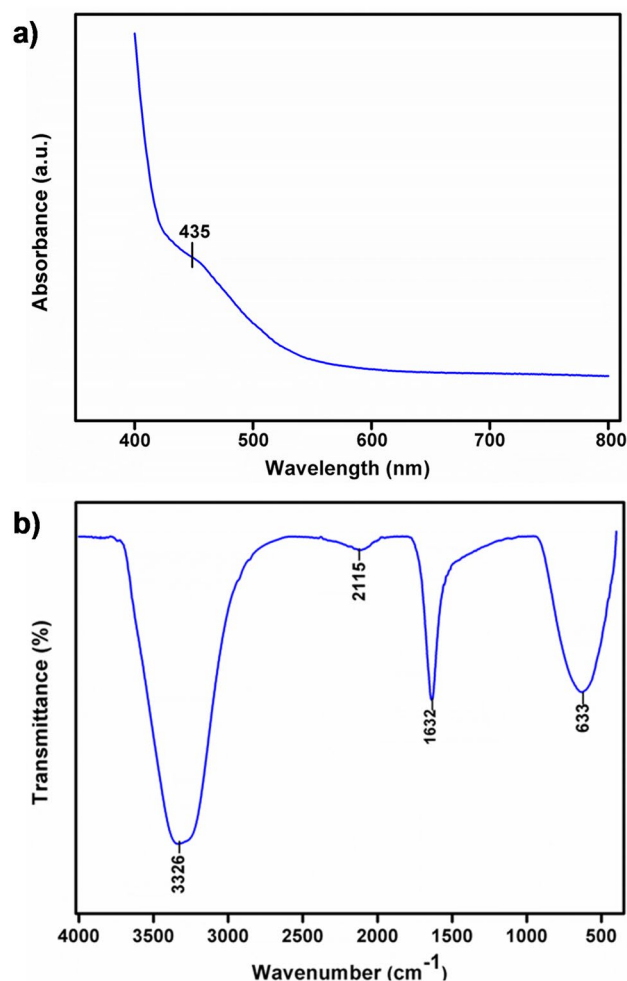 a)
435
Absorbance (a.u.)
400 500 600 700 800
Wavelength (nm)
b)
2115
1632
633
3326
Transmittance (%)
4000 3500 3000 2500 2000 1500 1000 500
Wavenumber (cm⁻¹)